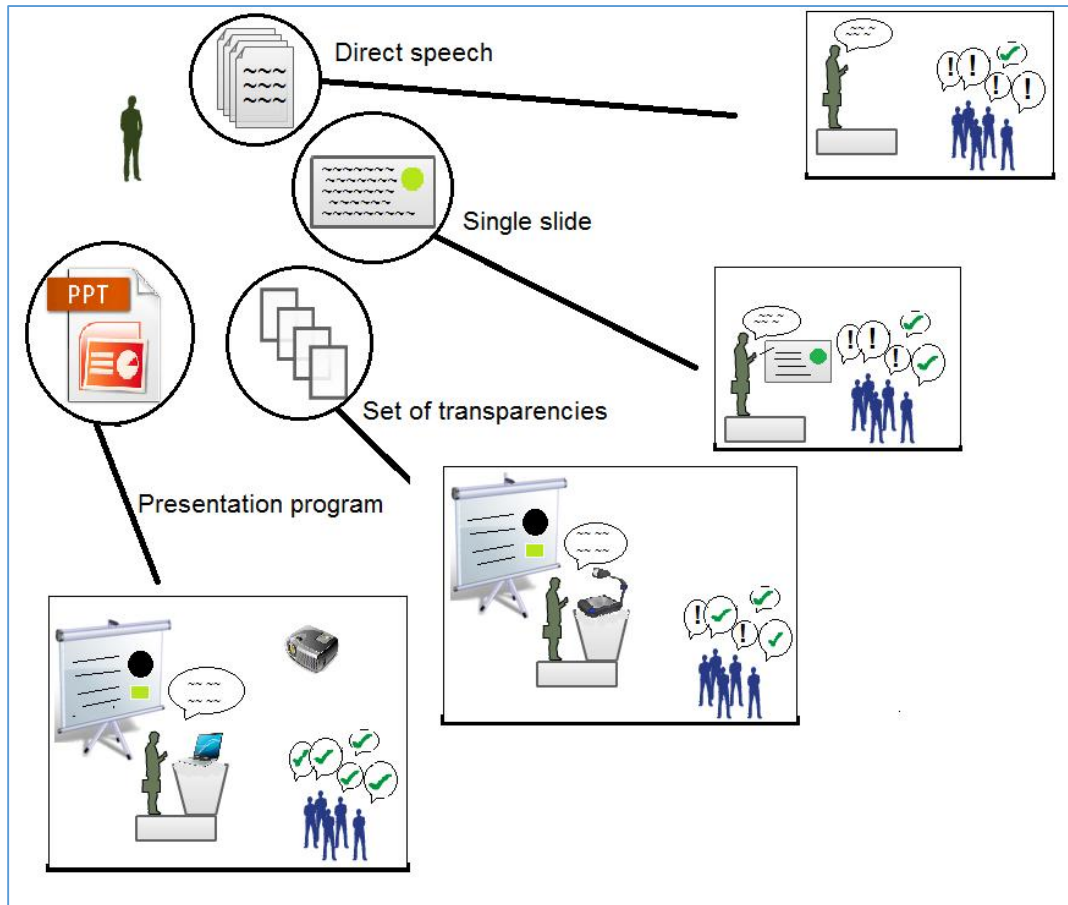 Direct speech
Single slide
PPT
Set of transparencies
Presentation program